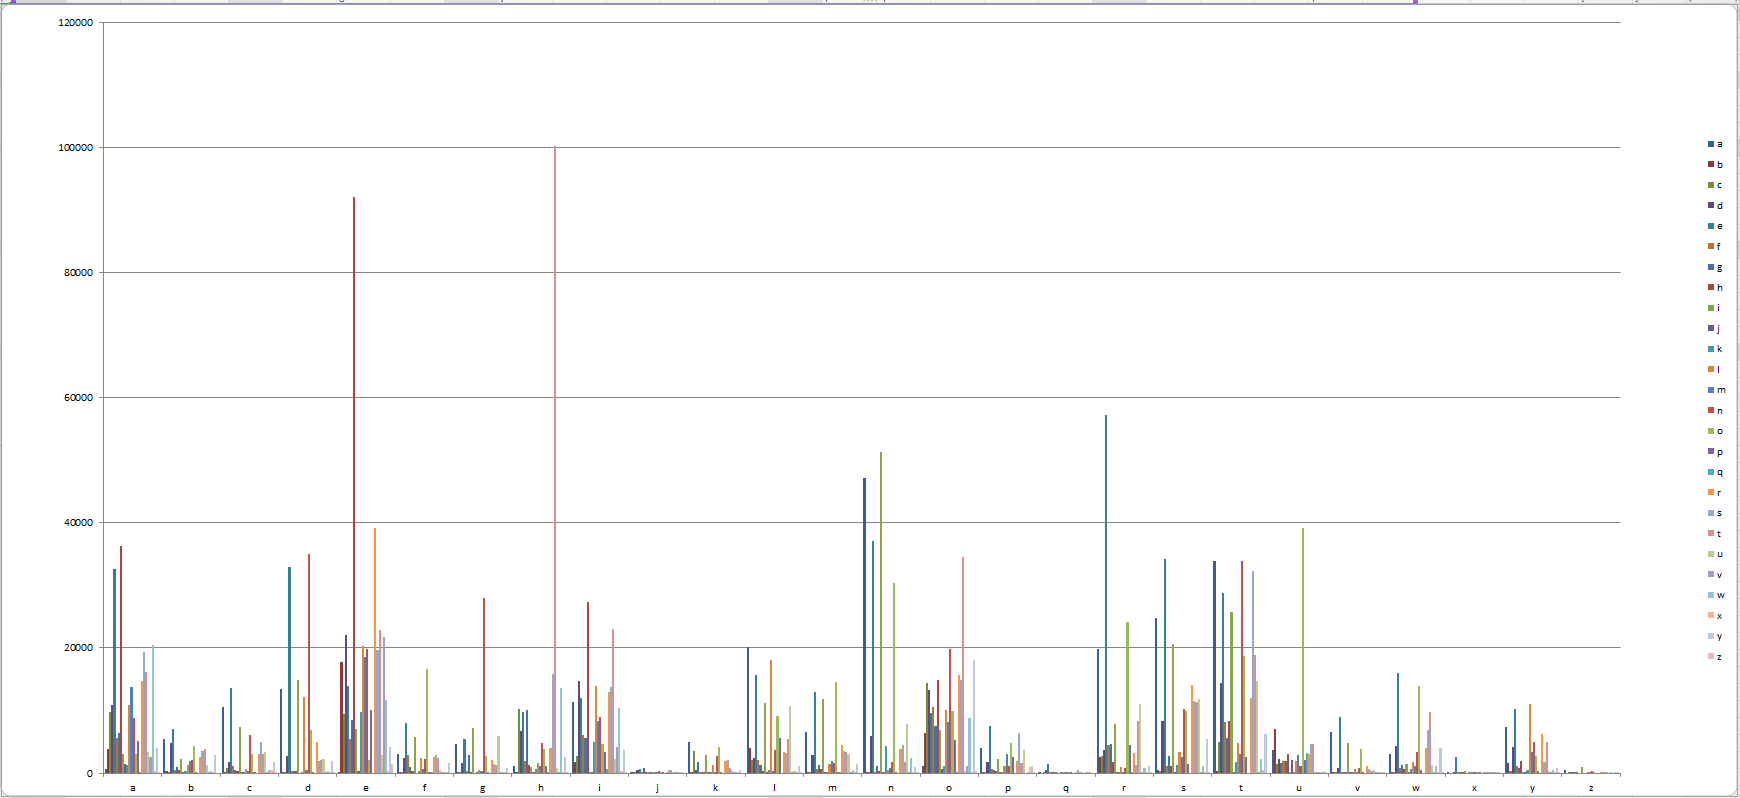 120000
100000
80000
60000
40000
20000
0
a b c d e f g h i j k l m n o p q r s t u v w x y z
a
b
c
d
e
f
g
h
i
j
k
l
m
n
o
p
q
r
s
t
u
v
w
x
y
z